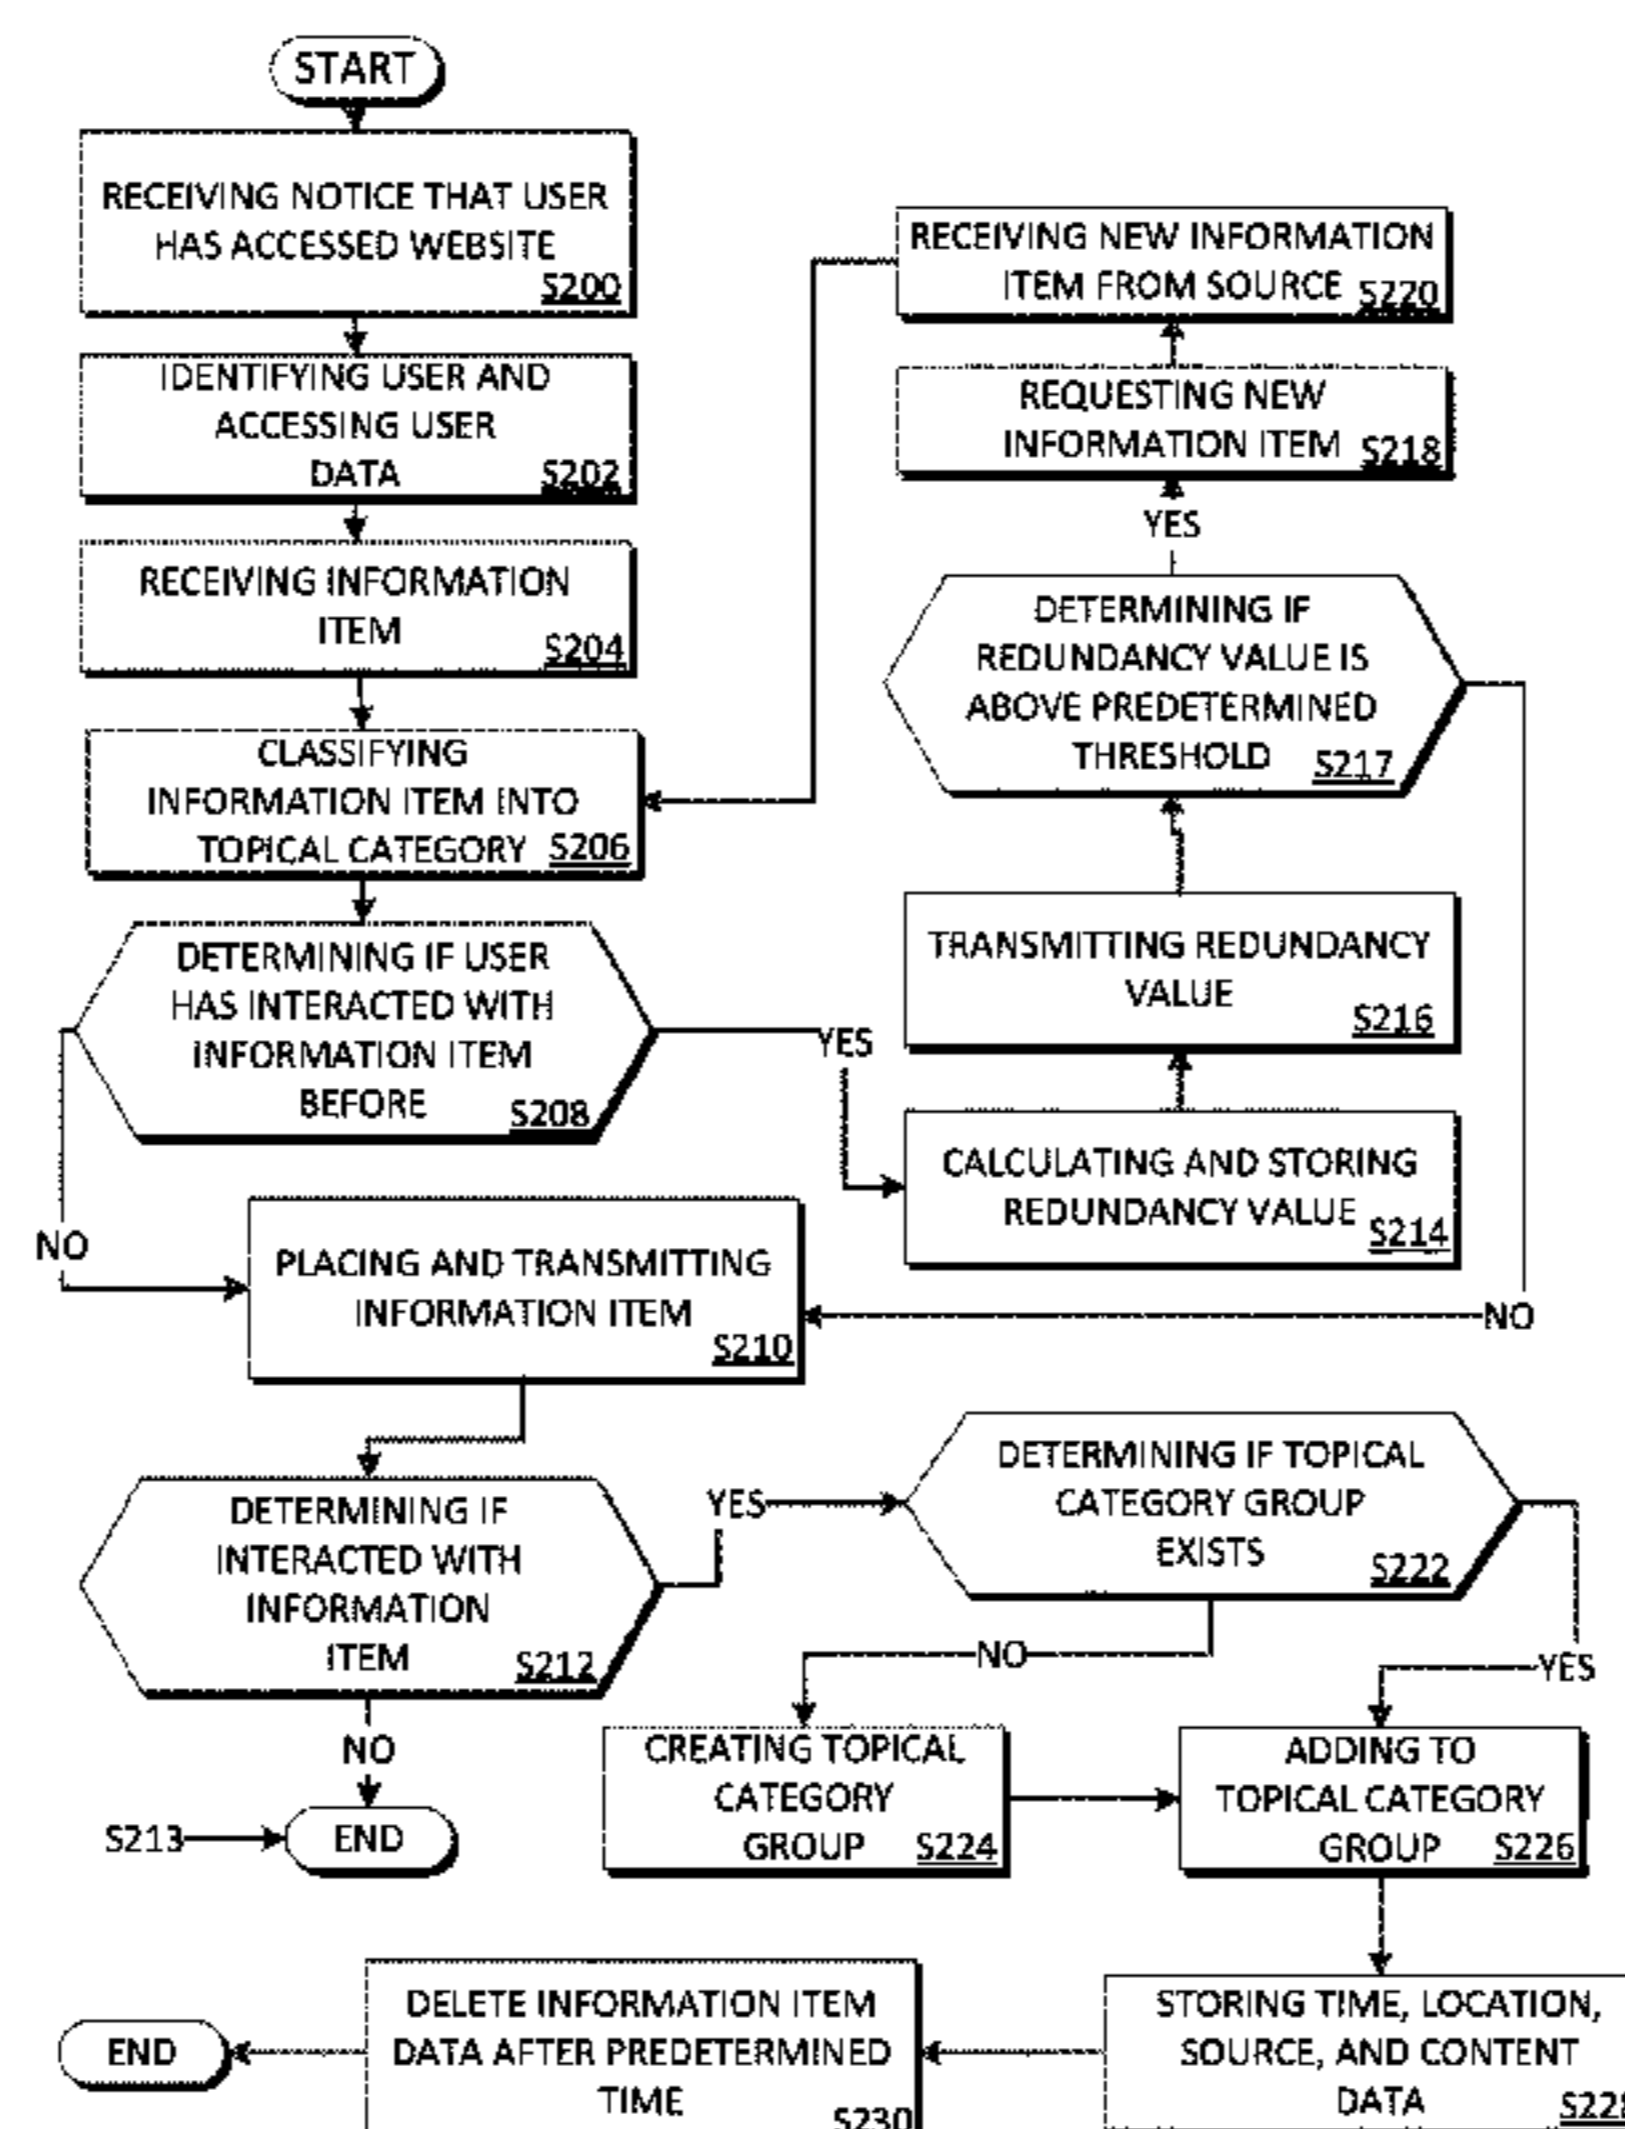 START
RECEIVING NOTICE THAT USER
HAS ACCESSED WEBSITE
S200
IDENTIFYING USER AND
ACCESSING USER
DATA
S202
RECEIVING INFORMATION
ITEM
S204
CLASSIFYING
INFORMATION ITEM INTO
TOPICAL CATEGORY
S206
DETERMINING IF USER
HAS INTERACTED WITH
INFORMATION ITEM
BEFORE
S208
YES
NO
RECEIVING NEW INFORMATION
ITEM FROM SOURCE
S220
REQUESTING NEW
INFORMATION ITEM
S218
YES
DETERMINING IF
REDUNDANCY VALUE IS
ABOVE PREDETERMINED
THRESHOLD
S217
TRANSMITTING REDUNDANCY
VALUE
S216
CALCULATING AND STORING
REDUNDANCY VALUE
S214
NO
PLACING AND TRANSMITTING
INFORMATION ITEM
S210
DETERMINING IF
INTERACTED WITH
INFORMATION
ITEM
S212
YES
NO
S213
END
DETERMINING IF TOPICAL
CATEGORY GROUP
EXISTS
S222
NO
YES
CREATING TOPICAL
CATEGORY
GROUP
S224
ADDING TO
TOPICAL CATEGORY
GROUP
S226
STORING TIME, LOCATION,
SOURCE, AND CONTENT
DATA
S228
DELETE INFORMATION ITEM
DATA AFTER PREDETERMINED
TIME
S230
END